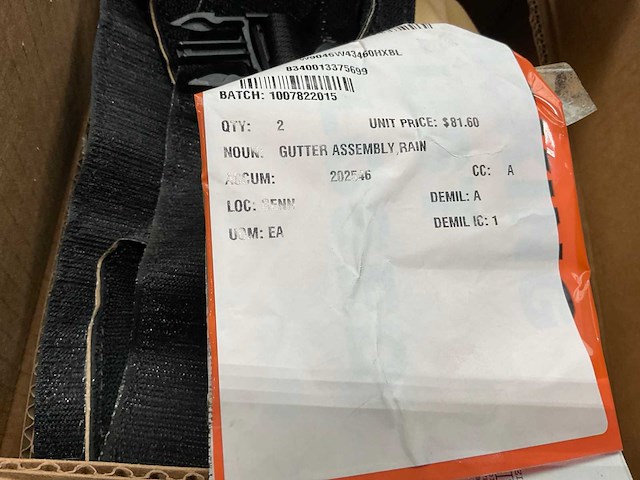 8340013375699
BATCH: 1007822015
QTY: 2 UNIT PRICE: $81.60
NOUN: GUTTER ASSEMBLY,RAIN
CC: A
LOC: DEMIL: A
UOM: EA DEMIL IC: 1